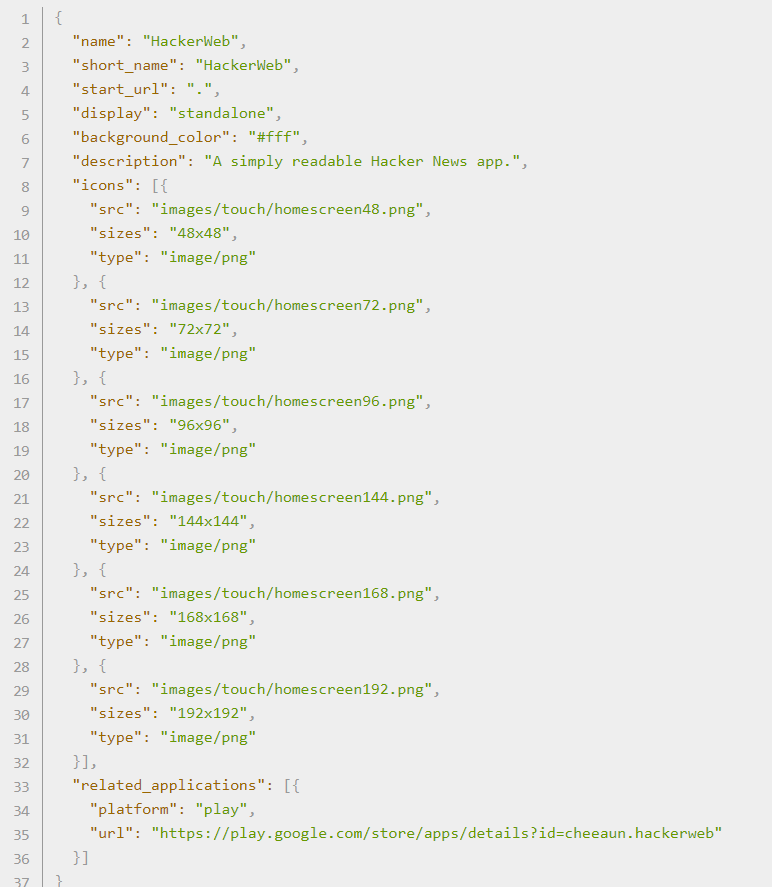 1 {
2   "name": "HackerWeb",
3   "short_name": "HackerWeb",
4   "start_url": ".",
5   "display": "standalone",
6   "background_color": "#fff",
7   "description": "A simply readable Hacker News app.",
8   "icons": [{
9     "src": "images/touch/homescreen48.png",
10     "sizes": "48x48",
11     "type": "image/png"
12   }, {
13     "src": "images/touch/homescreen72.png",
14     "sizes": "72x72",
15     "type": "image/png"
16   }, {
17     "src": "images/touch/homescreen96.png",
18     "sizes": "96x96",
19     "type": "image/png"
20   }, {
21     "src": "images/touch/homescreen144.png",
22     "sizes": "144x144",
23     "type": "image/png"
24   }, {
25     "src": "images/touch/homescreen168.png",
26     "sizes": "168x168",
27     "type": "image/png"
28   }, {
29     "src": "images/touch/homescreen192.png",
30     "sizes": "192x192",
31     "type": "image/png"
32   }],
33   "related_applications": [{
34     "platform": "play",
35     "url": "https://play.google.com/store/apps/details?id=cheeaun.hackerweb"
36   }]
37 }